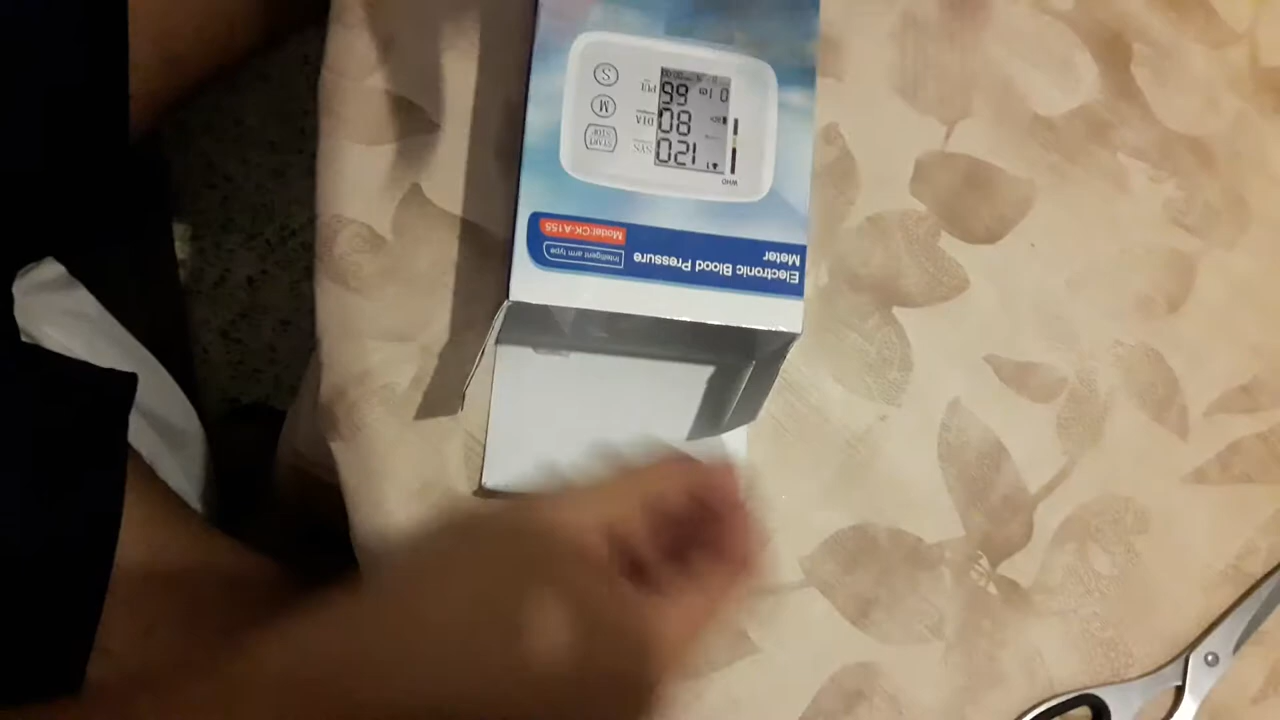 Electronic Blood Pressure
Meter
Intelligent arm type
Model:CK-A155
WHO
SYS
120
DIA
80
PUL
66
START
STOP
M
S